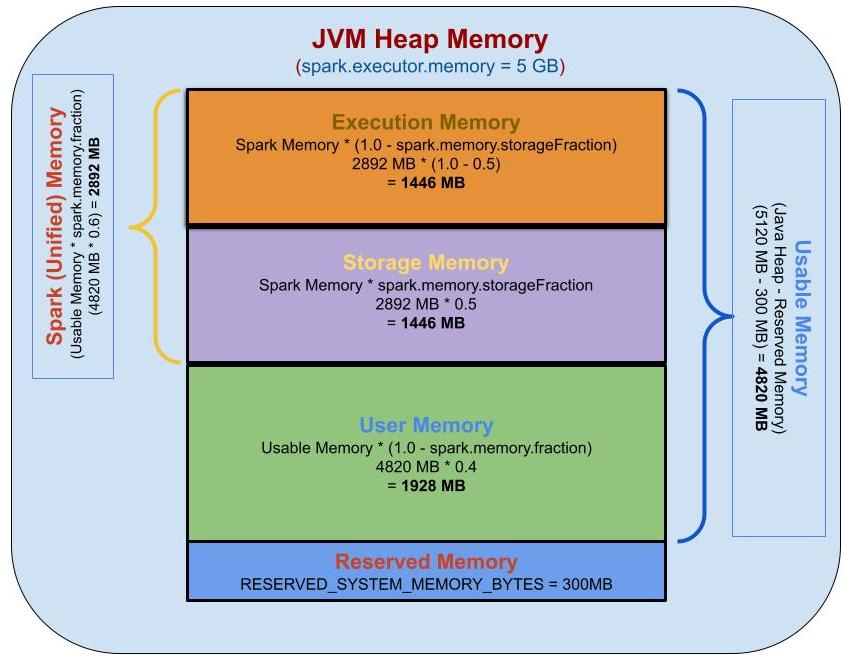 JVM Heap Memory
(spark.executor.memory = 5 GB)
Spark (Unified) Memory
(Usable Memory * spark.memory.fraction)
(4820 MB * 0.6) = 2892 MB
Execution Memory
Spark Memory * (1.0 - spark.memory.storageFraction)
2892 MB * (1.0 - 0.5)
= 1446 MB
Storage Memory
Spark Memory * spark.memory.storageFraction
2892 MB * 0.5
= 1446 MB
User Memory
Usable Memory * (1.0 - spark.memory.fraction)
4820 MB * 0.4
= 1928 MB
Reserved Memory
RESERVED_SYSTEM_MEMORY_BYTES = 300MB
Usable Memory
(Java Heap - Reserved Memory)
(5120 MB - 300 MB) = 4820 MB